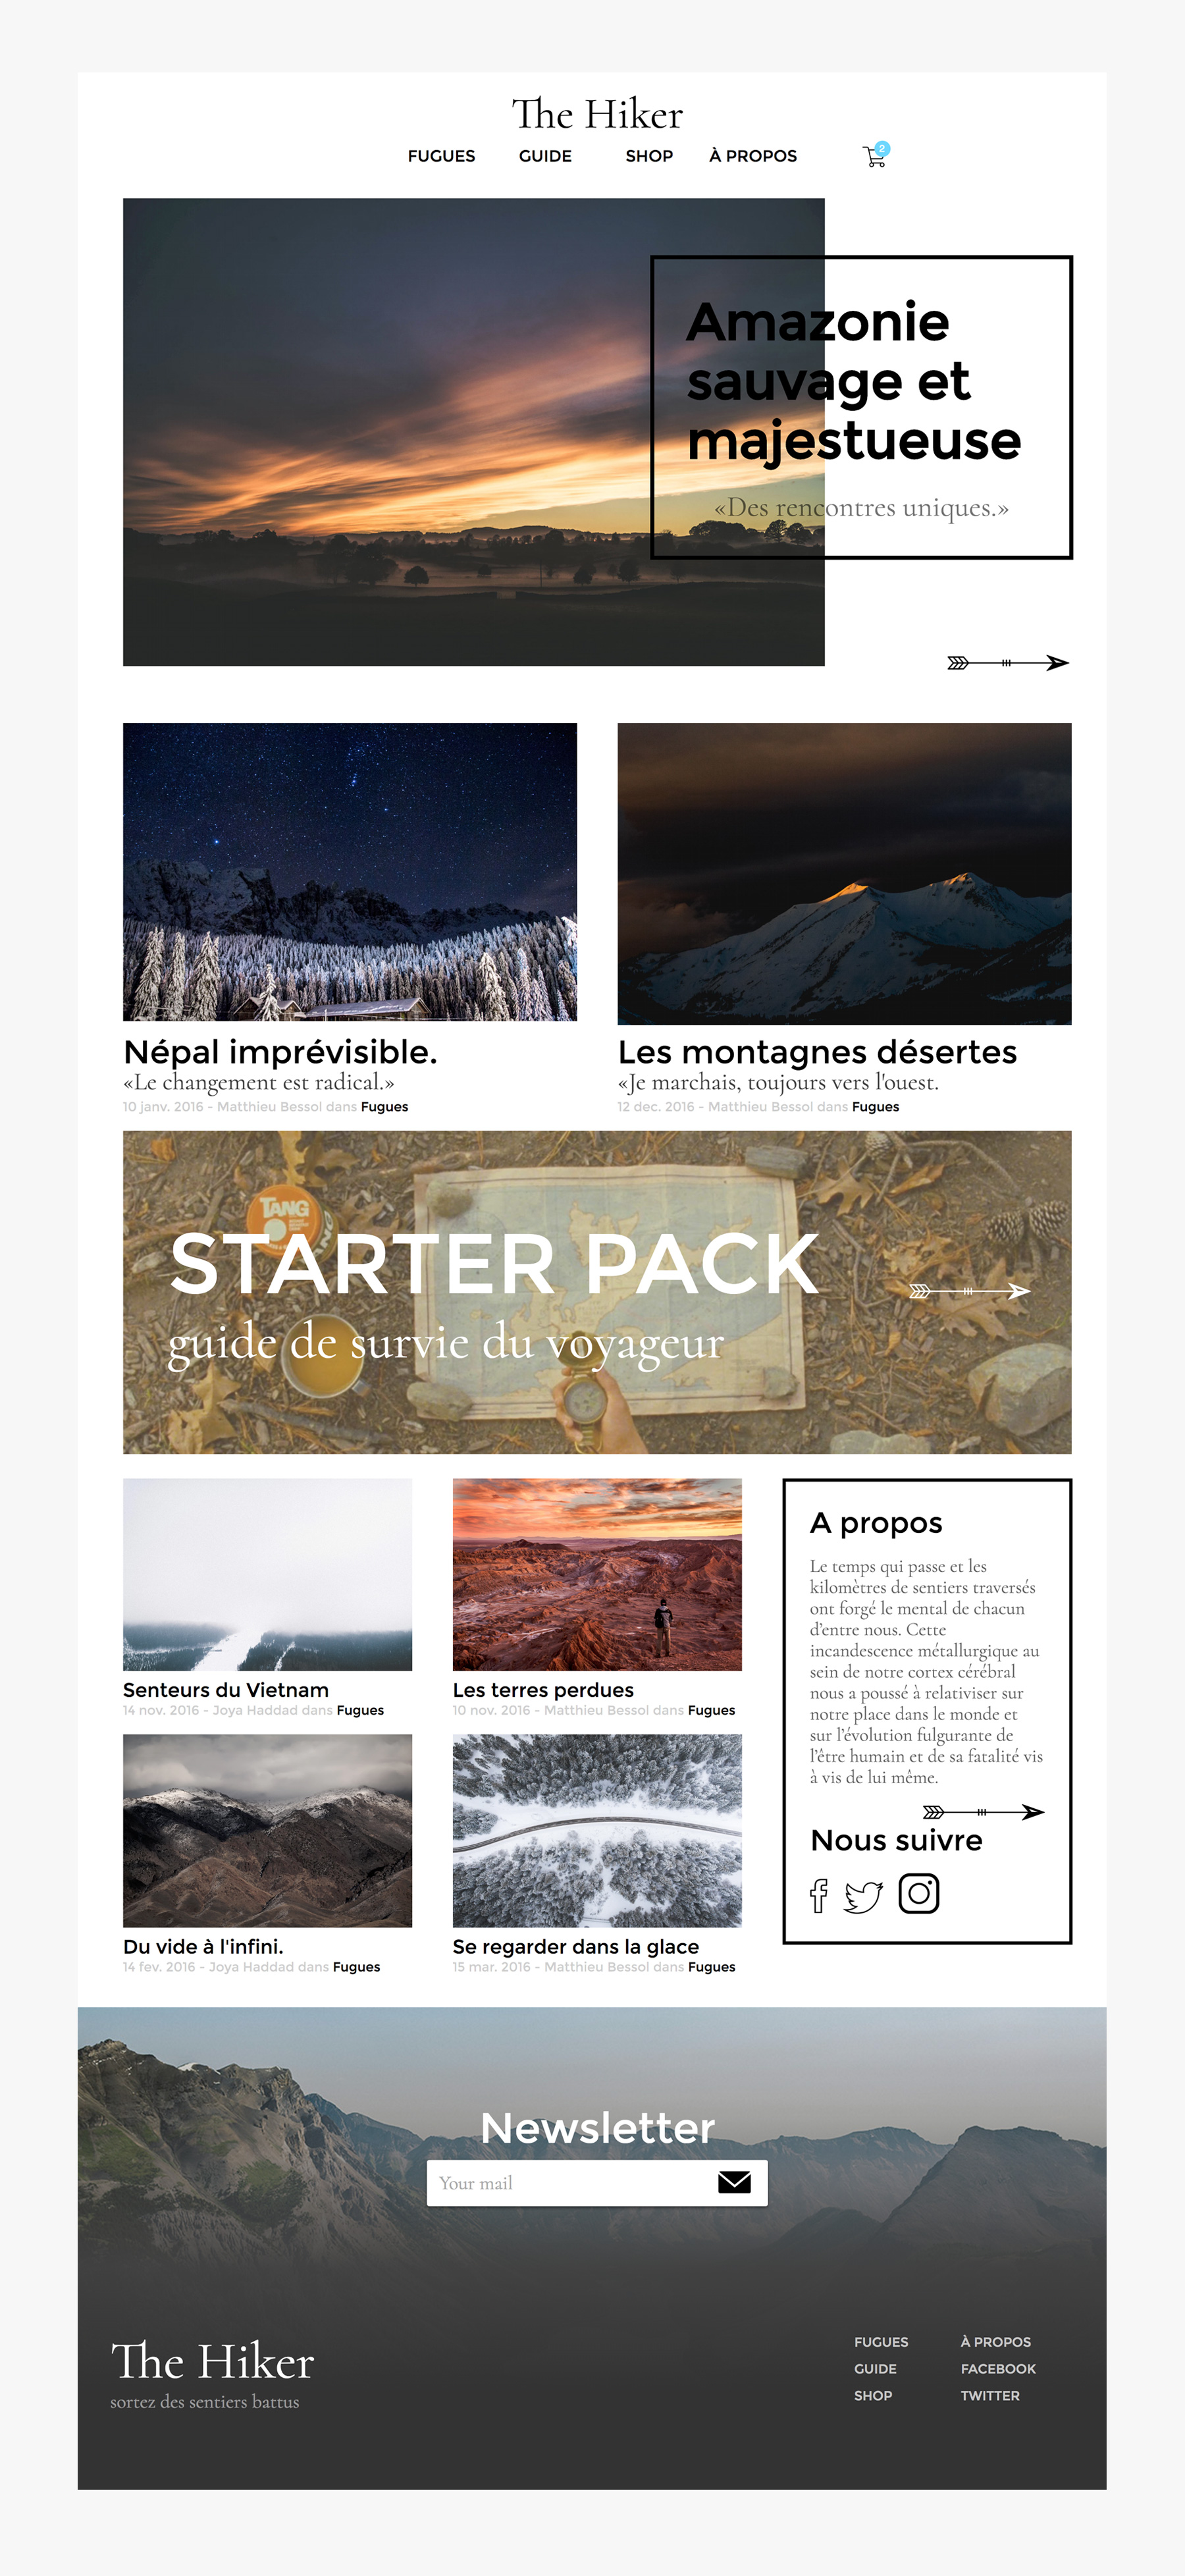 The Hiker
FUGUES GUIDE SHOP À PROPOS 2
Amazonie
sauvage et
majestueuse
«Des rencontres uniques.»
Népal imprévisible.
«Le changement est radical.»
10 janv. 2016 - Matthieu Bessol dans Fugues
Les montagnes désertes
«Je marchais, toujours vers l'ouest.
12 dec. 2016 - Matthieu Bessol dans Fugues
TANG
STARTER PACK
guide de survie du voyageur
Senteurs du Vietnam
14 nov. 2016 - Joya Haddad dans Fugues
Les terres perdues
10 nov. 2016 - Matthieu Bessol dans Fugues
Du vide à l'infini.
14 fev. 2016 - Joya Haddad dans Fugues
Se regarder dans la glace
15 mar. 2016 - Matthieu Bessol dans Fugues
A propos
Le temps qui passe et les
kilomètres de sentiers traversés
ont forgé le mental de chacun
d’entre nous. Cette
incandescence métallurgique au
sein de notre cortex cérébral
nous a poussé à relativiser sur
notre place dans le monde et
sur l’évolution fulgurante de
l’être humain et de sa fatalité vis
à vis de lui même.
Nous suivre
Newsletter
Your mail
The Hiker
sortez des sentiers battus
FUGUES À PROPOS
GUIDE FACEBOOK
SHOP TWITTER